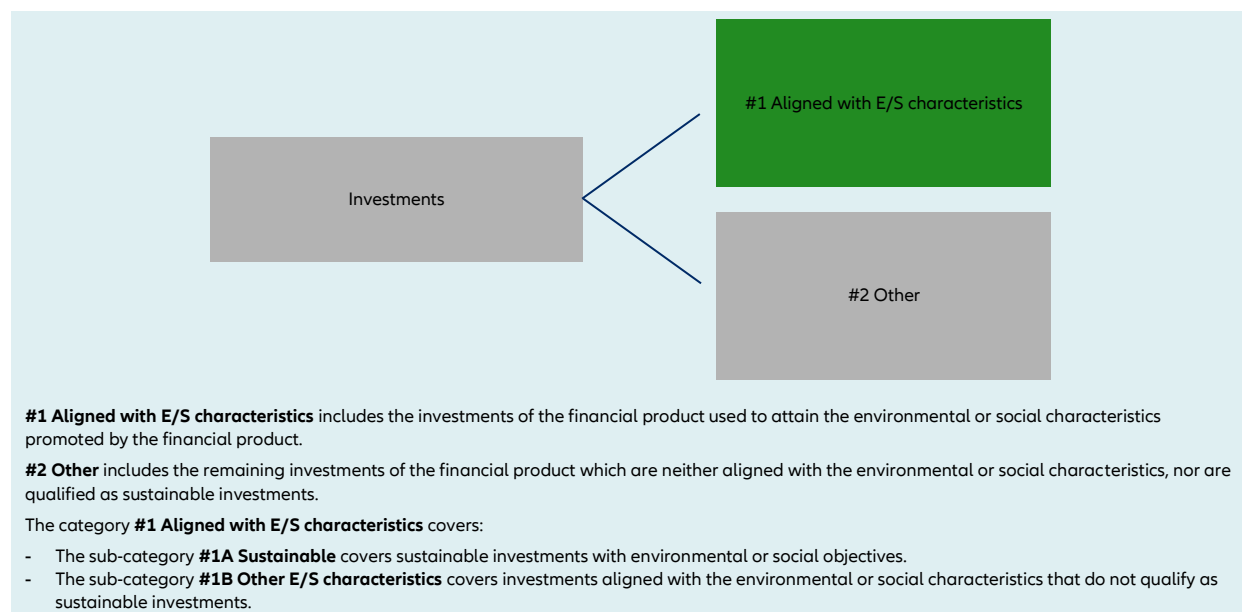 #1 Aligned with E/S characteristics
Investments
#2 Other
#1 Aligned with E/S characteristics includes the investments of the financial product used to attain the environmental or social characteristics
promoted by the financial product.
#2 Other includes the remaining investments of the financial product which are neither aligned with the environmental or social characteristics, nor are
qualified as sustainable investments.
The category #1 Aligned with E/S characteristics covers:
- The sub-category #1A Sustainable covers sustainable investments with environmental or social objectives.
- The sub-category #1B Other E/S characteristics covers investments aligned with the environmental or social characteristics that do not qualify as
sustainable investments.